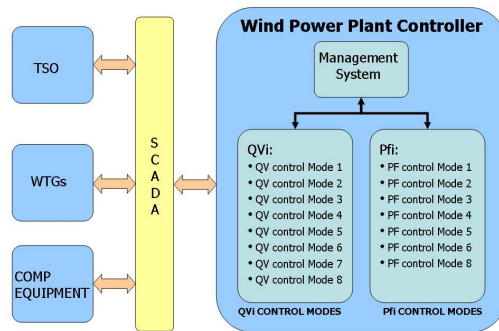 Wind Power Plant Controller
TSO
Management
System
S
C
A
D
A
WTGs
QVi:
• QV control Mode 1
• QV control Mode 2
• QV control Mode 3
• QV control Mode 4
• QV control Mode 5
• QV control Mode 6
• QV control Mode 7
• QV control Mode 8
Pfi:
• PF control Mode 1
• PF control Mode 2
• PF control Mode 3
• PF control Mode 4
• PF control Mode 5
• PF control Mode 6
• PF control Mode 8
COMP
EQUIPMENT
QVi CONTROL MODES
Pfi CONTROL MODES